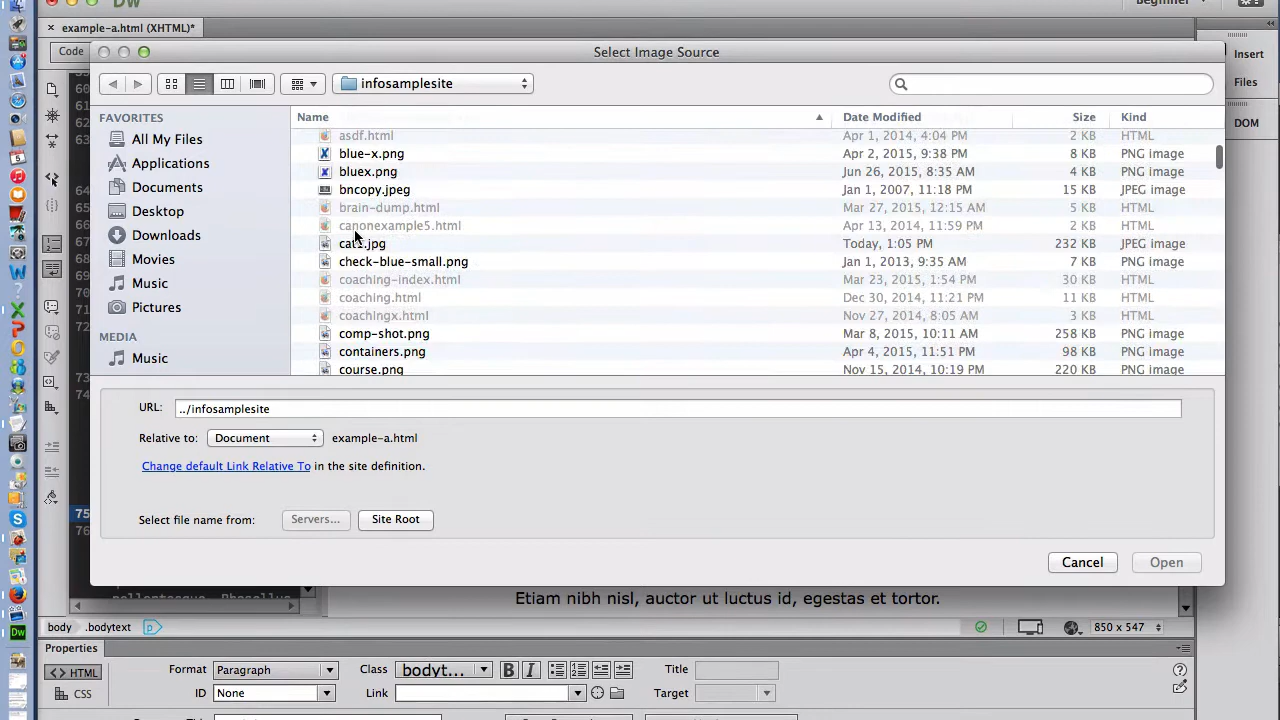 Dw
Beginner
example-a.html (XHTML)*
Code
Select Image Source
infosamplesite
Insert
Files
DOM
FAVORITES
All My Files
Applications
Documents
Desktop
Downloads
Movies
Music
Pictures
MEDIA
Music
Name Date Modified Size Kind
asdf.html Apr 1, 2014, 4:04 PM 2 KB HTML
blue-x.png Apr 2, 2015, 9:38 PM 8 KB PNG image
bluex.png Jun 26, 2015, 8:35 AM 4 KB PNG image
bncopy.jpeg Jan 1, 2007, 11:18 PM 15 KB JPEG image
brain-dump.html Mar 27, 2015, 12:15 AM 5 KB HTML
canonexample5.html Apr 13, 2014, 11:59 PM 2 KB HTML
.jpg Today, 1:05 PM 232 KB JPEG image
check-blue-small.png Jan 1, 2013, 9:35 AM 7 KB PNG image
coaching-index.html Mar 23, 2015, 1:54 PM 30 KB HTML
coaching.html Dec 30, 2014, 11:21 PM 11 KB HTML
coachingx.html Nov 27, 2014, 8:05 AM 3 KB HTML
comp-shot.png Mar 8, 2015, 10:11 AM 258 KB PNG image
containers.png Apr 4, 2015, 11:51 PM 98 KB PNG image
course.png Nov 15, 2014, 10:19 PM 220 KB PNG image
URL: ../infosamplesite
Relative to: Document example-a.html
Change default Link Relative To in the site definition.
Select file name from: Servers... Site Root
Cancel Open
75
Etiam nibh nisl, auctor ut luctus id, egestas et tortor.
body .bodytext p 850 x 547
Properties
<> HTML Format Paragraph Class bodyt... B I Title
CSS ID None Link Target